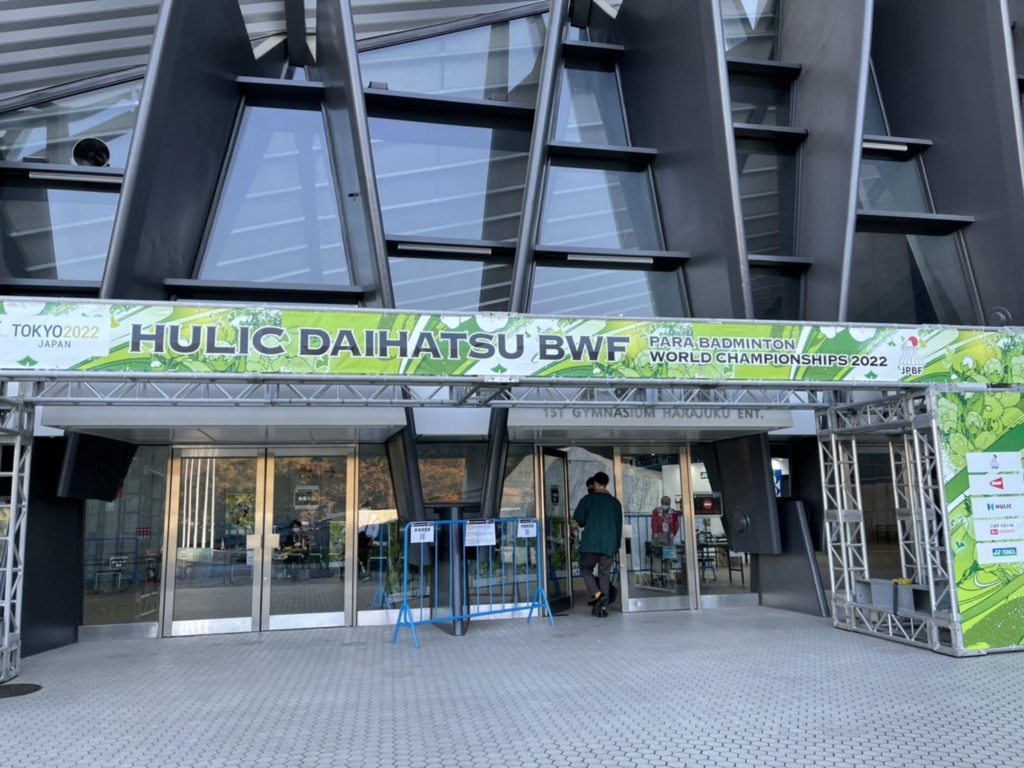 TOKYO2022
JAPAN
HULIC DAIHATSU BWF
PARA BADMINTON
WORLD CHAMPIONSHIPS 2022
JPBF
1ST GYMNASIUM HARAJUKU ENT.
HULIC
YONEX